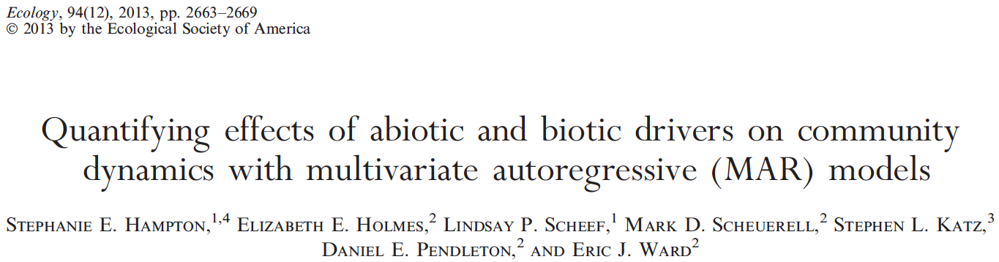 Ecology, 94(12), 2013, pp. 2663–2669
© 2013 by the Ecological Society of America
Quantifying effects of abiotic and biotic drivers on community
dynamics with multivariate autoregressive (MAR) models
STEPHANIE E. HAMPTON,1,4 ELIZABETH E. HOLMES,2 LINDSAY P. SCHEEF,1 MARK D. SCHEUERELL,2 STEPHEN L. KATZ,3
DANIEL E. PENDLETON,2 AND ERIC J. WARD2